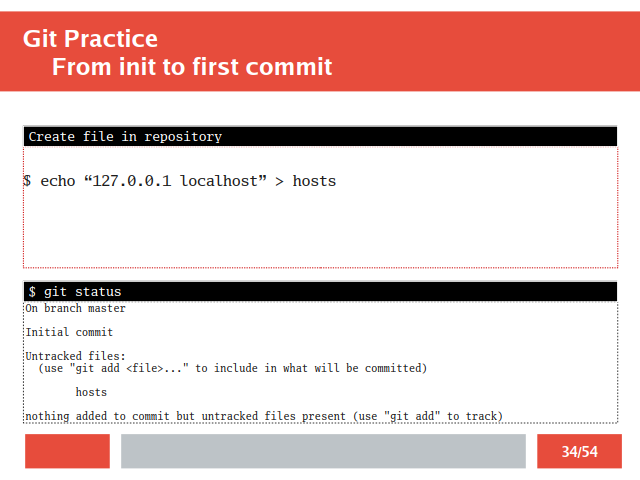 Git Practice
From init to first commit
Create file in repository
$ echo “127.0.0.1 localhost” > hosts
$ git status
On branch master
Initial commit
Untracked files:
(use "git add <file>..." to include in what will be committed)
hosts
nothing added to commit but untracked files present (use "git add" to track)
34/54